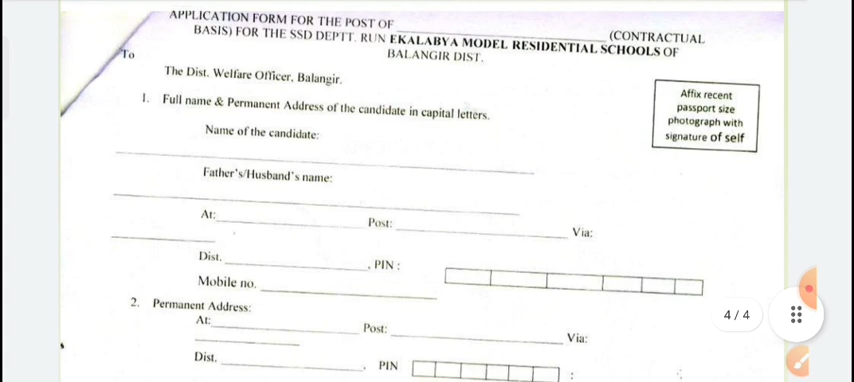 APPLICATION FORM FOR THE POST OF ____________ (CONTRACTUAL
BASIS) FOR THE SSD DEPTT. RUN EKALABYA MODEL RESIDENTIAL SCHOOLS OF
BALANGIR DIST.
To
The Dist. Welfare Officer, Balangir.
Affix recent
passport size
photograph with
signature of self
1. Full name & Permanent Address of the candidate in capital letters.
Name of the candidate:
Father's/Husband's name:
At: Post: Via:
Dist. , PIN :
Mobile no.
2. Permanent Address:
At: Post: Via:
Dist. , PIN :
4 / 4